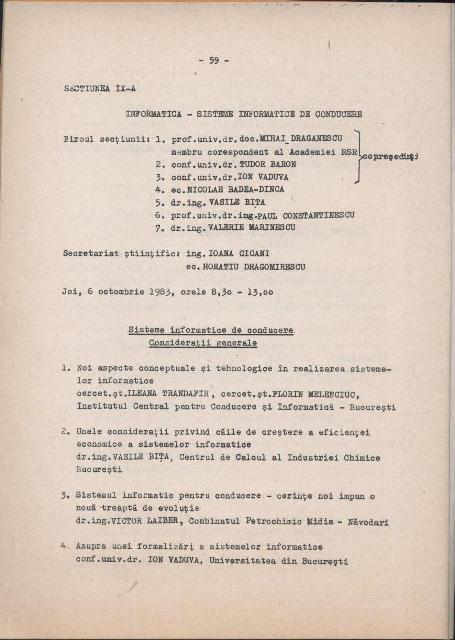 - 59 -
SECTIUNEA IX-A
INFORMATICA - SISTEME INFORMATICE DE CONDUCERE
Biroul secţiunii: 1. prof.univ.dr.doc.MIHAI DRAGANESCU
membru corespondent al Academiei RSR
copreşedinţi
2. conf.univ.dr.TUDOR BARON
3. conf.univ.dr.ION VADUVA
4. ec.NICOLAE BADEA-DINCA
5. dr.ing.VASILE BIŢA
6. prof.univ.dr.ing.PAUL CONSTANTINESCU
7. dr.ing.VALERIE MARINESCU
Secretariat ştiinţific: ing.IOANA CICANI
ec.HORATIU DRAGOMIRESCU
Joi, 6 octombrie 1983, orele 8,30 - 13,00
Sisteme informatice de conducere.
Consideraţii generale
1. Noi aspecte conceptuale şi tehnologice în realizarea sisteme-
lor informatice
cercet.şt.ILEANA TRANDAFIR, cercet.şt.FLORIN MELENCIUC,
Institutul Central pentru Conducere şi Informatică - Bucureşti
2. Unele consideraţii privind căile de creştere a eficienţei
economice a sistemelor informatice
dr.ing.VASILE BIŢA, Centrul de Calcul al Industriei Chimice
Bucureşti
3. Sistemul informatic pentru conducere - cerinţe noi impun o
nouă treaptă de evoluţie
dr.ing.VICTOR LAIBER, Combinatul Petrochimic Midia - Năvodari
4. Asupra unei formalizări a sistemelor informatice
conf.univ.dr. ION VADUVA, Universitatea din Bucureşti